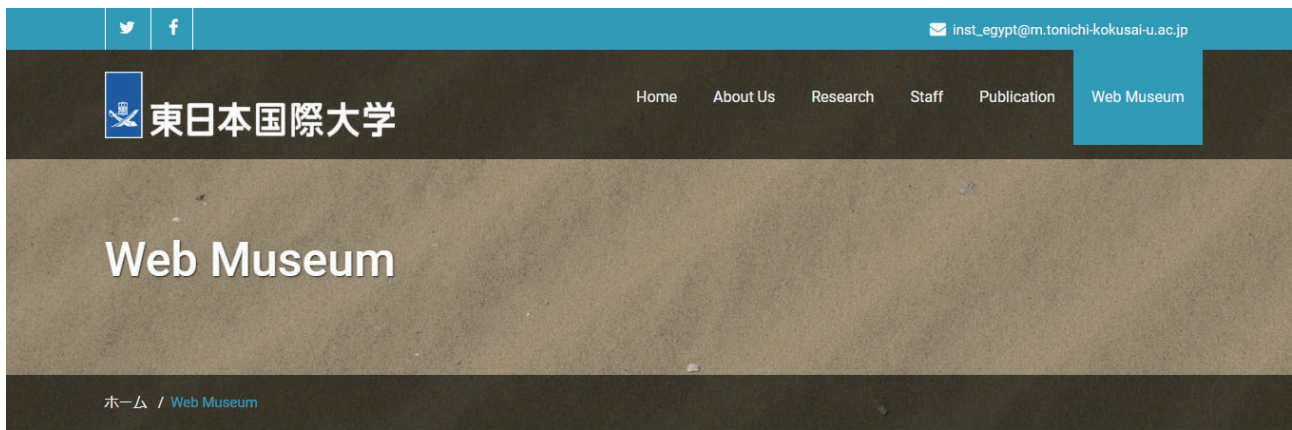 inst_egypt@m.tonichi-kokusai-u.ac.jp
東日本国際大学
Home About Us Research Staff Publication Web Museum
Web Museum
ホーム / Web Museum